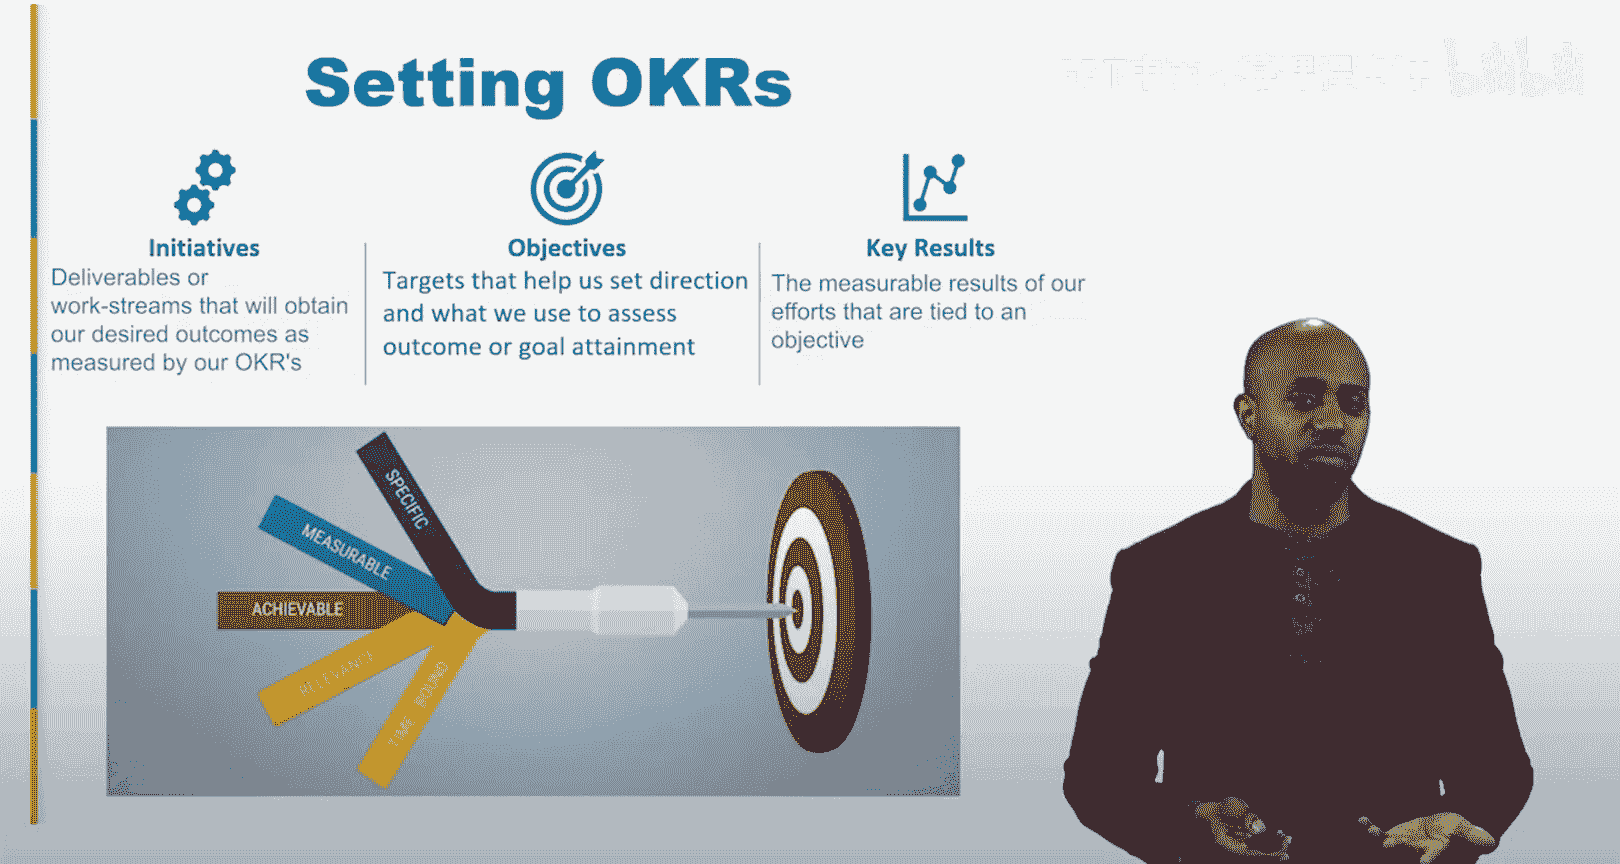 Setting OKRs
Initiatives
Deliverables or
work-streams that will obtain
our desired outcomes as
measured by our OKR's
Objectives
Targets that help us set direction
and what we use to assess
outcome or goal attainment
Key Results
The measurable results of our
efforts that are tied to an
objective
SPECIFIC
MEASURABLE
ACHIEVABLE
RELEVANCE
TIME BOUND
bilibili